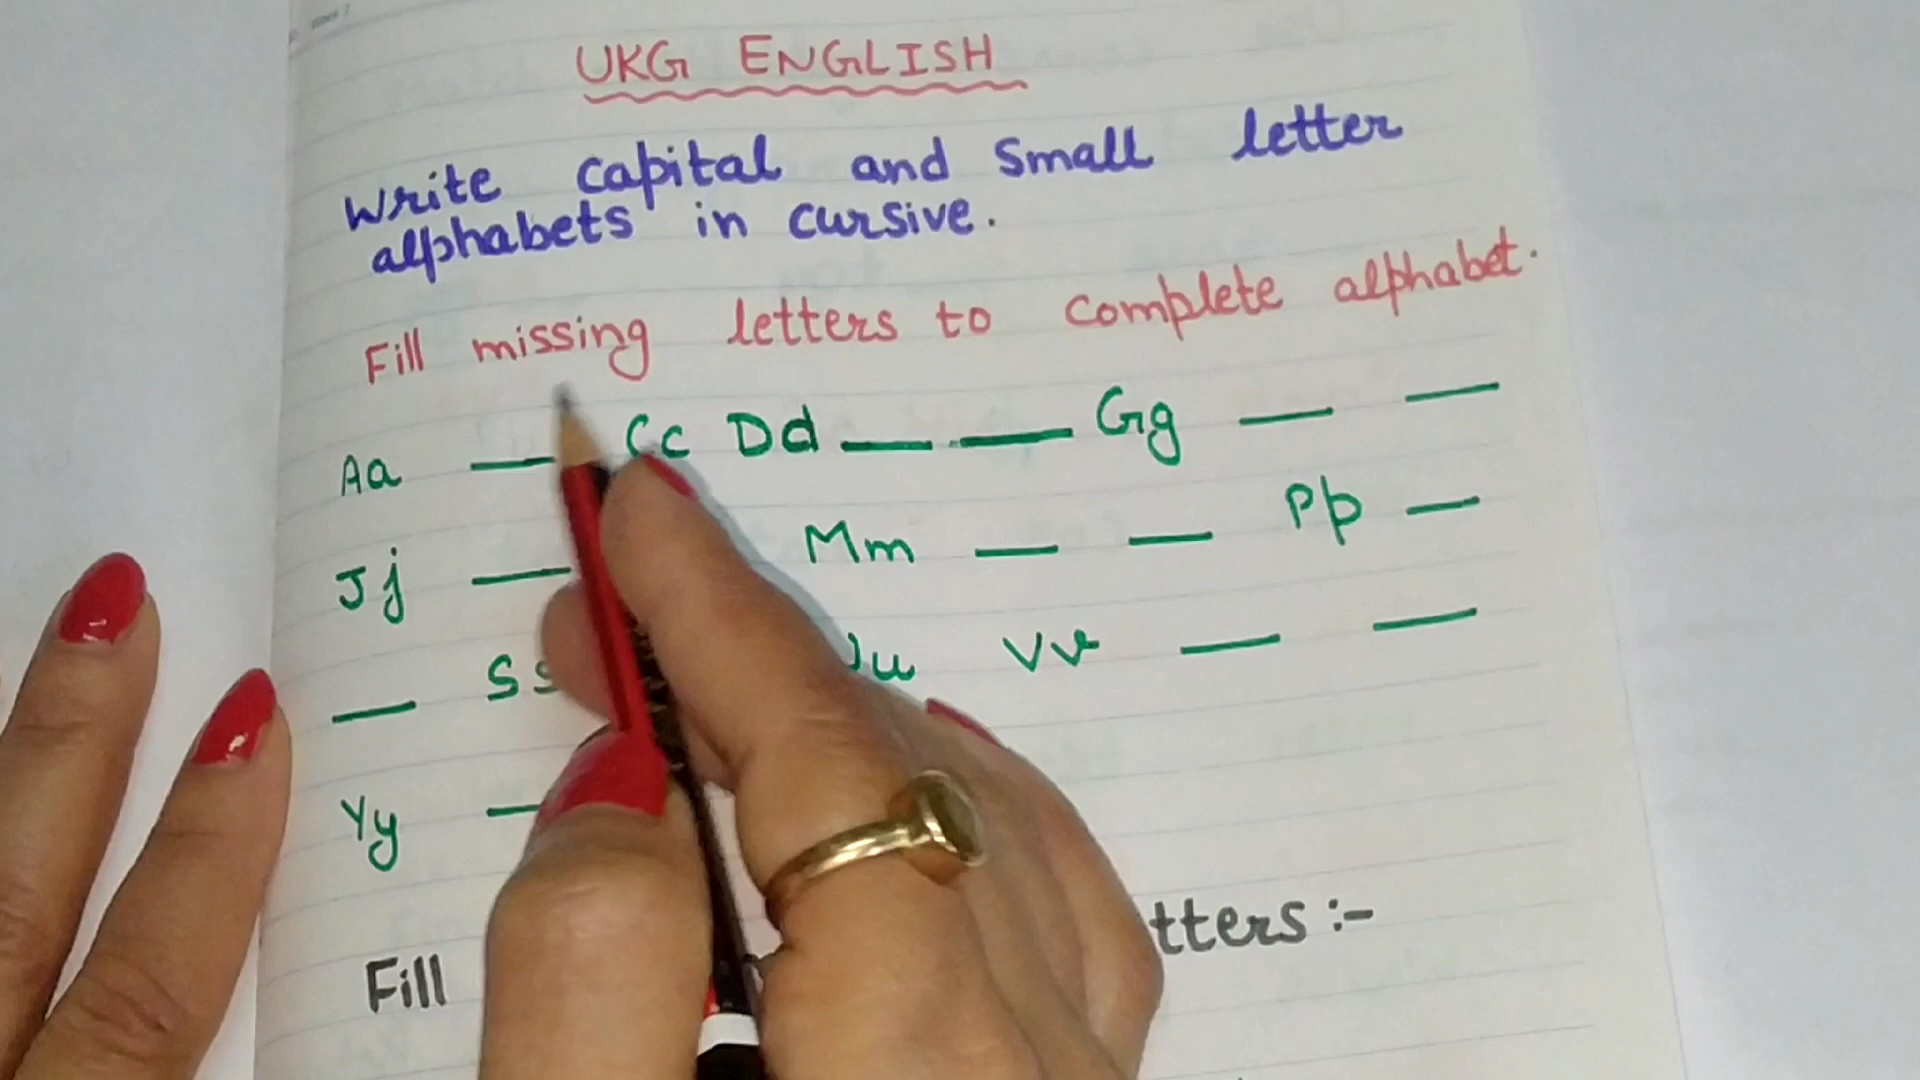 UKG ENGLISH
Write capital and small letter
alphabets in cursive.
Fill missing letters to complete alphabet.
Aa __ Cc Dd __ __ Gg __ __
Jj __ Mm __ __ Pp __
__ Ss Uu Vv __ __
Yy __
Fill tters :-